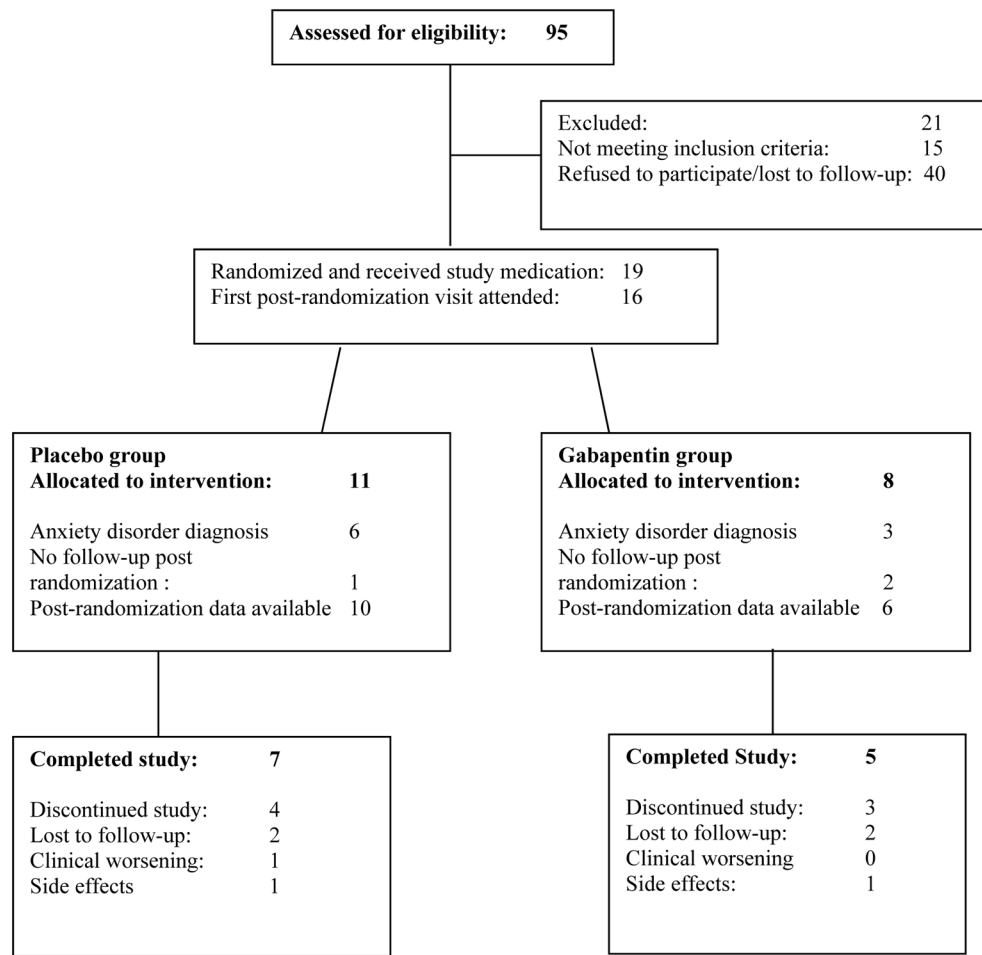 Assessed for eligibility: 95
Excluded: 21
Not meeting inclusion criteria: 15
Refused to participate/lost to follow-up: 40
Randomized and received study medication: 19
First post-randomization visit attended: 16
Placebo group
Allocated to intervention: 11
Anxiety disorder diagnosis 6
No follow-up post
randomization : 1
Post-randomization data available 10
Gabapentin group
Allocated to intervention: 8
Anxiety disorder diagnosis 3
No follow-up post
randomization : 2
Post-randomization data available 6
Completed study: 7
Discontinued study: 4
Lost to follow-up: 2
Clinical worsening: 1
Side effects 1
Completed Study: 5
Discontinued study: 3
Lost to follow-up: 2
Clinical worsening 0
Side effects: 1